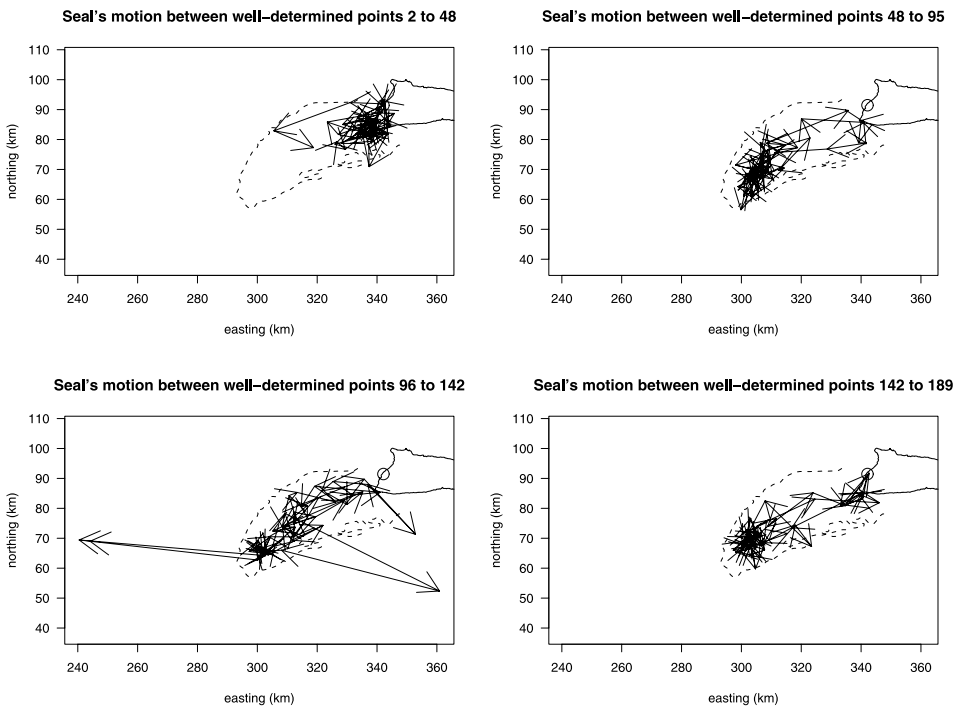 Seal's motion between well−determined points 2 to 48
110
100
90
80
70
60
50
40
northing (km)
240 260 280 300 320 340 360
easting (km)
Seal's motion between well−determined points 48 to 95
110
100
90
80
70
60
50
40
northing (km)
240 260 280 300 320 340 360
easting (km)
Seal's motion between well−determined points 96 to 142
110
100
90
80
70
60
50
40
northing (km)
240 260 280 300 320 340 360
easting (km)
Seal's motion between well−determined points 142 to 189
110
100
90
80
70
60
50
40
northing (km)
240 260 280 300 320 340 360
easting (km)